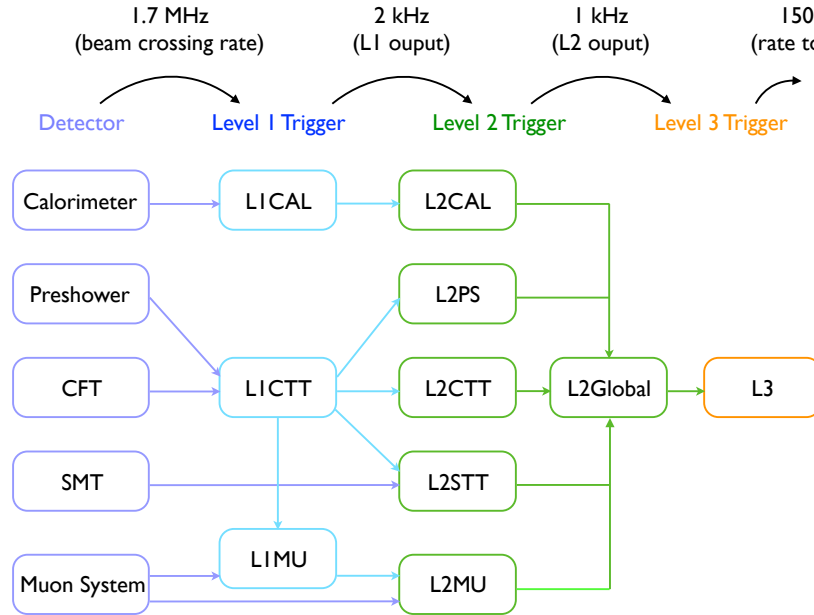 1.7 MHz
(beam crossing rate)
2 kHz
(L1 ouput)
1 kHz
(L2 ouput)
150
(rate to
Detector
Level 1 Trigger
Level 2 Trigger
Level 3 Trigger
Calorimeter
L1CAL
L2CAL
Preshower
L2PS
CFT
L1CTT
L2CTT
L2Global
L3
SMT
L2STT
L1MU
Muon System
L2MU